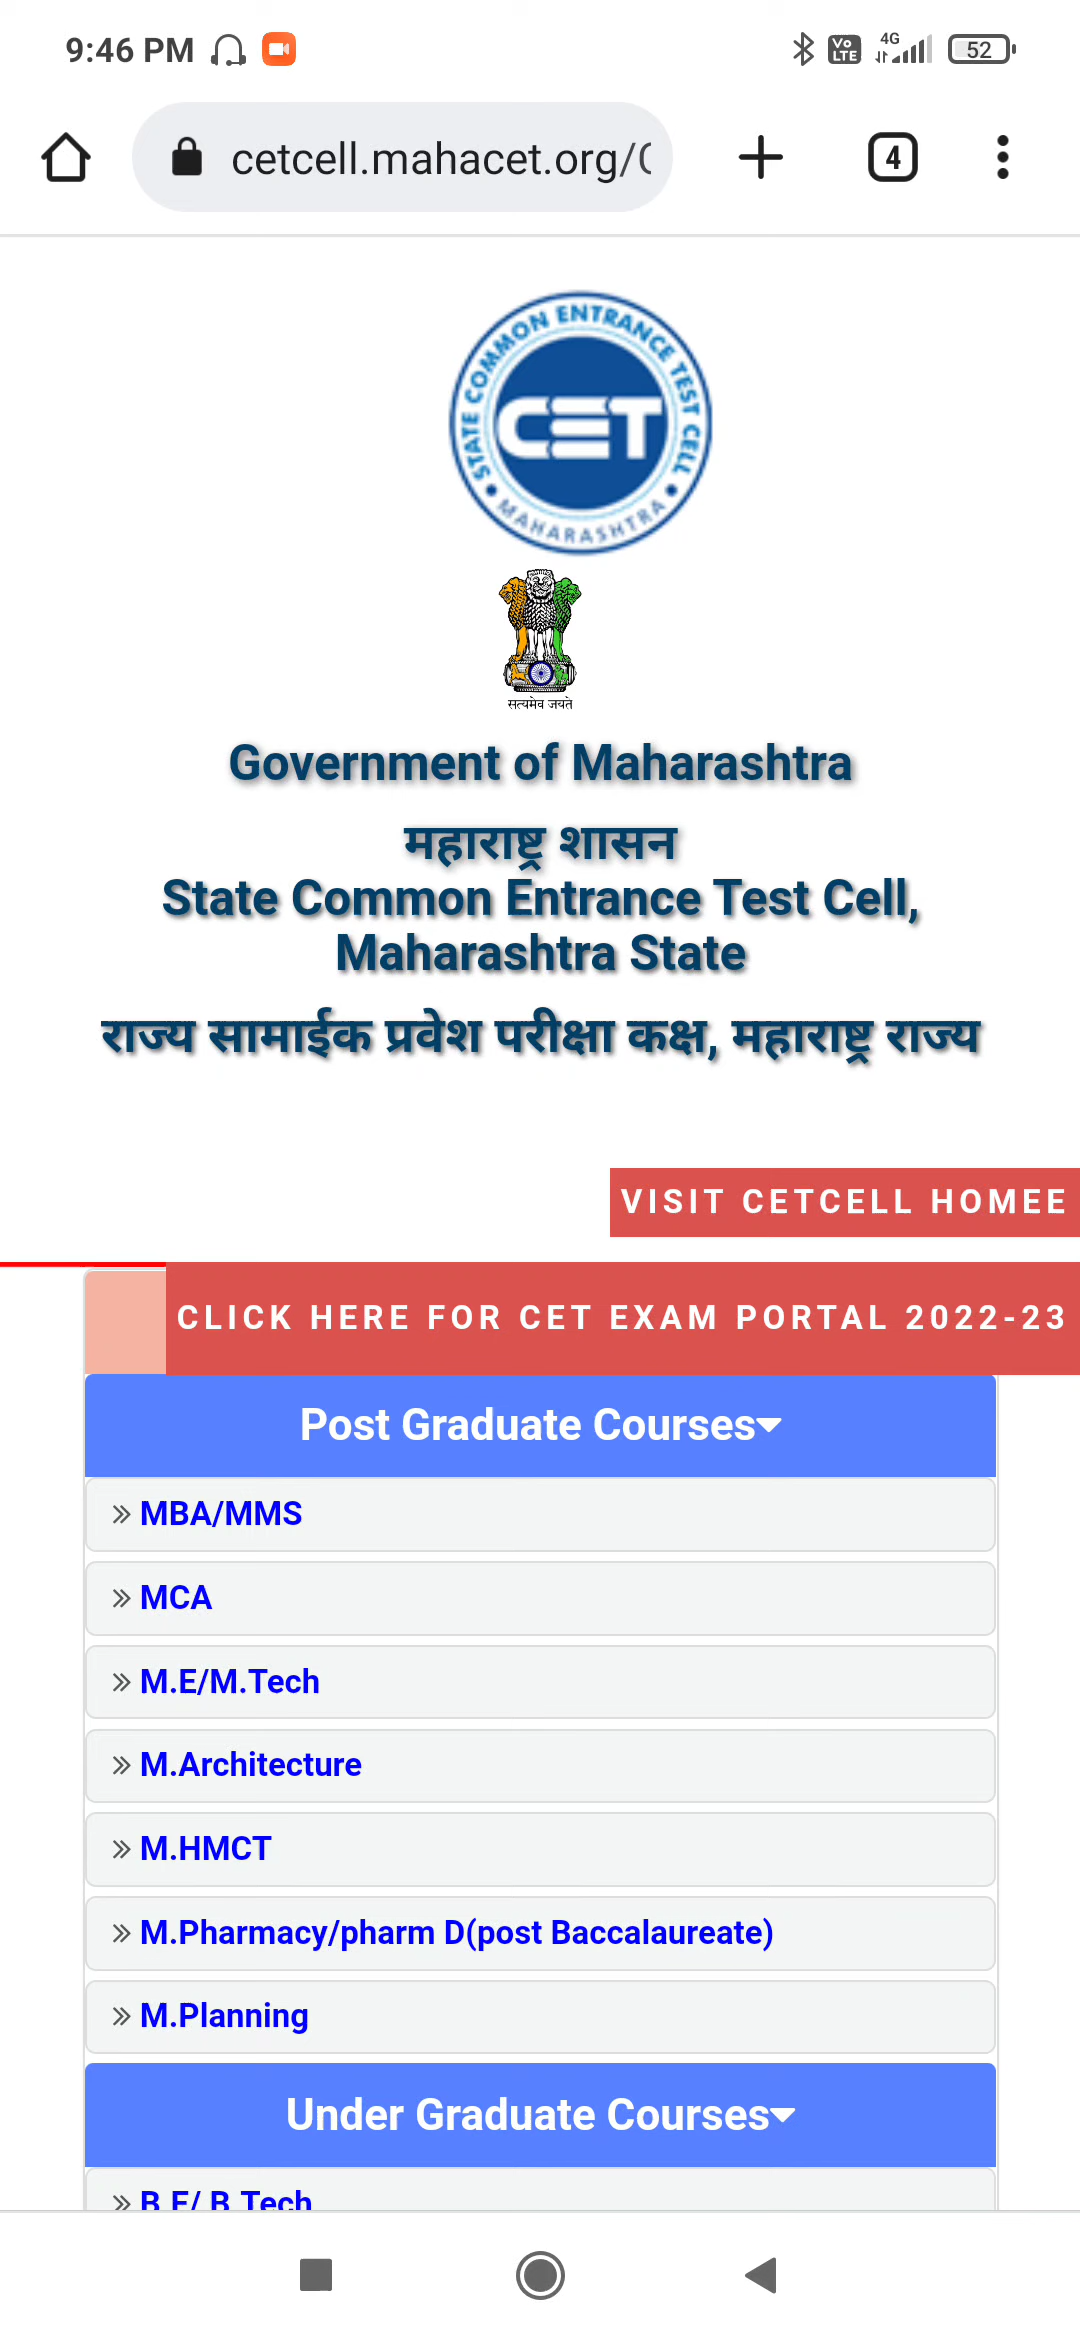 9:46 PM
4G
Vo LTE
52
cetcell.mahacet.org/
4
STATE COMMON ENTRANCE TEST CELL
CET
MAHARASHTRA
सत्यमेव जयते
Government of Maharashtra
महाराष्ट्र शासन
State Common Entrance Test Cell,
Maharashtra State
राज्य सामाईक प्रवेश परीक्षा कक्ष, महाराष्ट्र राज्य
VISIT CETCELL HOMEE
CLICK HERE FOR CET EXAM PORTAL 2022-23
Post Graduate Courses
» MBA/MMS
» MCA
» M.E/M.Tech
» M.Architecture
» M.HMCT
» M.Pharmacy/pharm D(post Baccalaureate)
» M.Planning
Under Graduate Courses
» B.E/ B.Tech